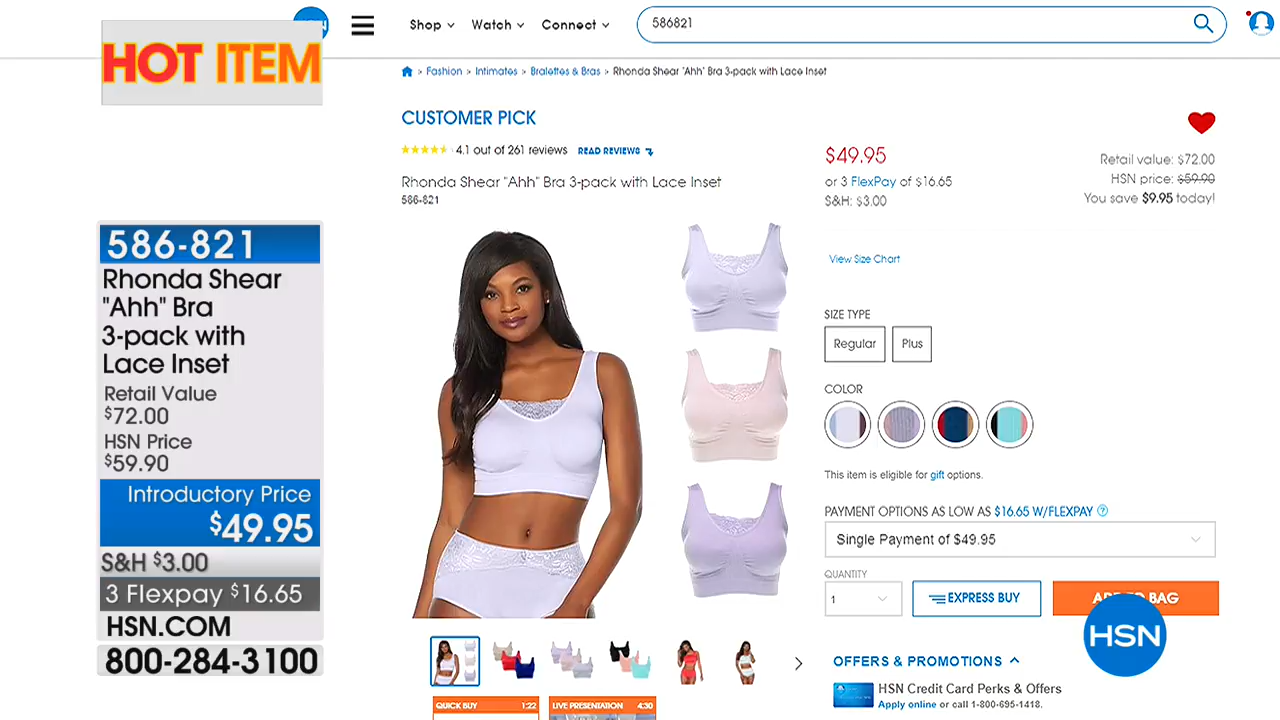 HOT ITEM
Shop Watch Connect
586821
> Fashion > Intimates > Bralettes & Bras > Rhonda Shear "Ahh" Bra 3-pack with Lace Inset
CUSTOMER PICK
4.1 out of 261 reviews READ REVIEWS
Rhonda Shear "Ahh" Bra 3-pack with Lace Inset
586-821
$49.95
or 3 FlexPay of $16.65
S&H: $3.00
Retail value: $72.00
HSN price: $59.90
You save $9.95 today!
View Size Chart
SIZE TYPE
Regular Plus
COLOR
This item is eligible for gift options.
PAYMENT OPTIONS AS LOW AS $16.65 W/FLEXPAY ?
Single Payment of $49.95
QUANTITY
1
EXPRESS BUY
BAG
HSN
OFFERS & PROMOTIONS
HSN Credit Card Perks & Offers
Apply online or call 1-800-695-1418.
QUICK BUY 1:22
LIVE PRESENTATION 4:30
586-821
Rhonda Shear
"Ahh" Bra
3-pack with
Lace Inset
Retail Value
$72.00
HSN Price
$59.90
Introductory Price
$49.95
S&H $3.00
3 Flexpay $16.65
HSN.COM
800-284-3100